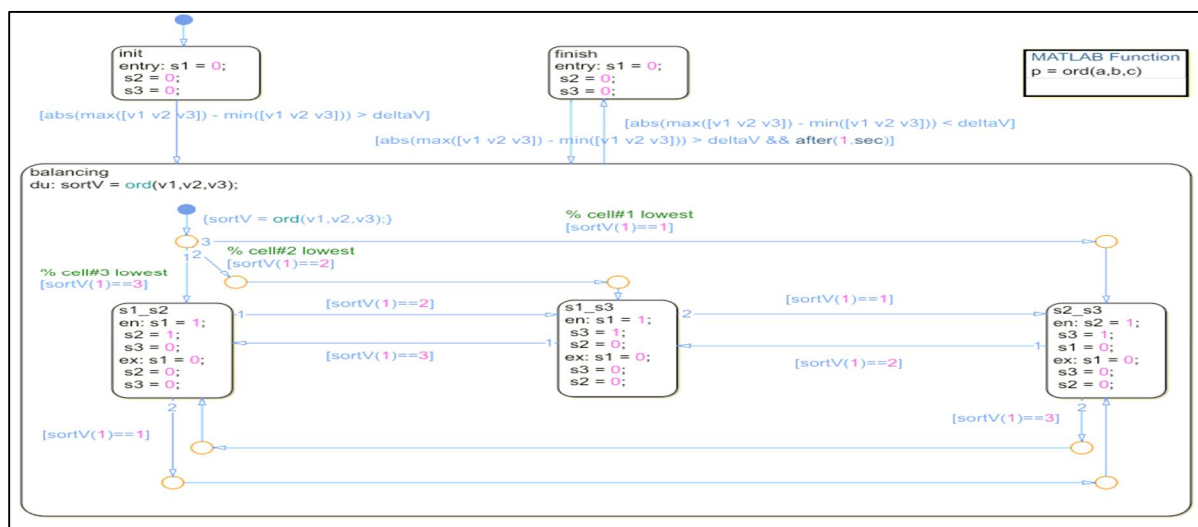 init
entry: s1 = 0;
s2 = 0;
s3 = 0;
finish
entry: s1 = 0;
s2 = 0;
s3 = 0;
MATLAB Function
p = ord(a,b,c)
[abs(max([v1 v2 v3]) - min([v1 v2 v3])) > deltaV]
[abs(max([v1 v2 v3]) - min([v1 v2 v3])) < deltaV]
[abs(max([v1 v2 v3]) - min([v1 v2 v3])) > deltaV && after(1,sec)]
balancing
du: sortV = ord(v1,v2,v3);
{sortV = ord(v1,v2,v3);}
% cell#1 lowest
[sortV(1)==1]
3
1
2
% cell#2 lowest
[sortV(1)==2]
% cell#3 lowest
[sortV(1)==3]
s1_s2
en: s1 = 1;
s2 = 1;
s3 = 0;
ex: s1 = 0;
s2 = 0;
s3 = 0;
1
2
[sortV(1)==2]
[sortV(1)==3]
s1_s3
en: s1 = 1;
s3 = 1;
s2 = 0;
ex: s1 = 0;
s3 = 0;
s2 = 0;
2
1
[sortV(1)==1]
[sortV(1)==2]
s2_s3
en: s2 = 1;
s3 = 1;
s1 = 0;
ex: s1 = 0;
s3 = 0;
s2 = 0;
1
2
[sortV(1)==1]
[sortV(1)==3]